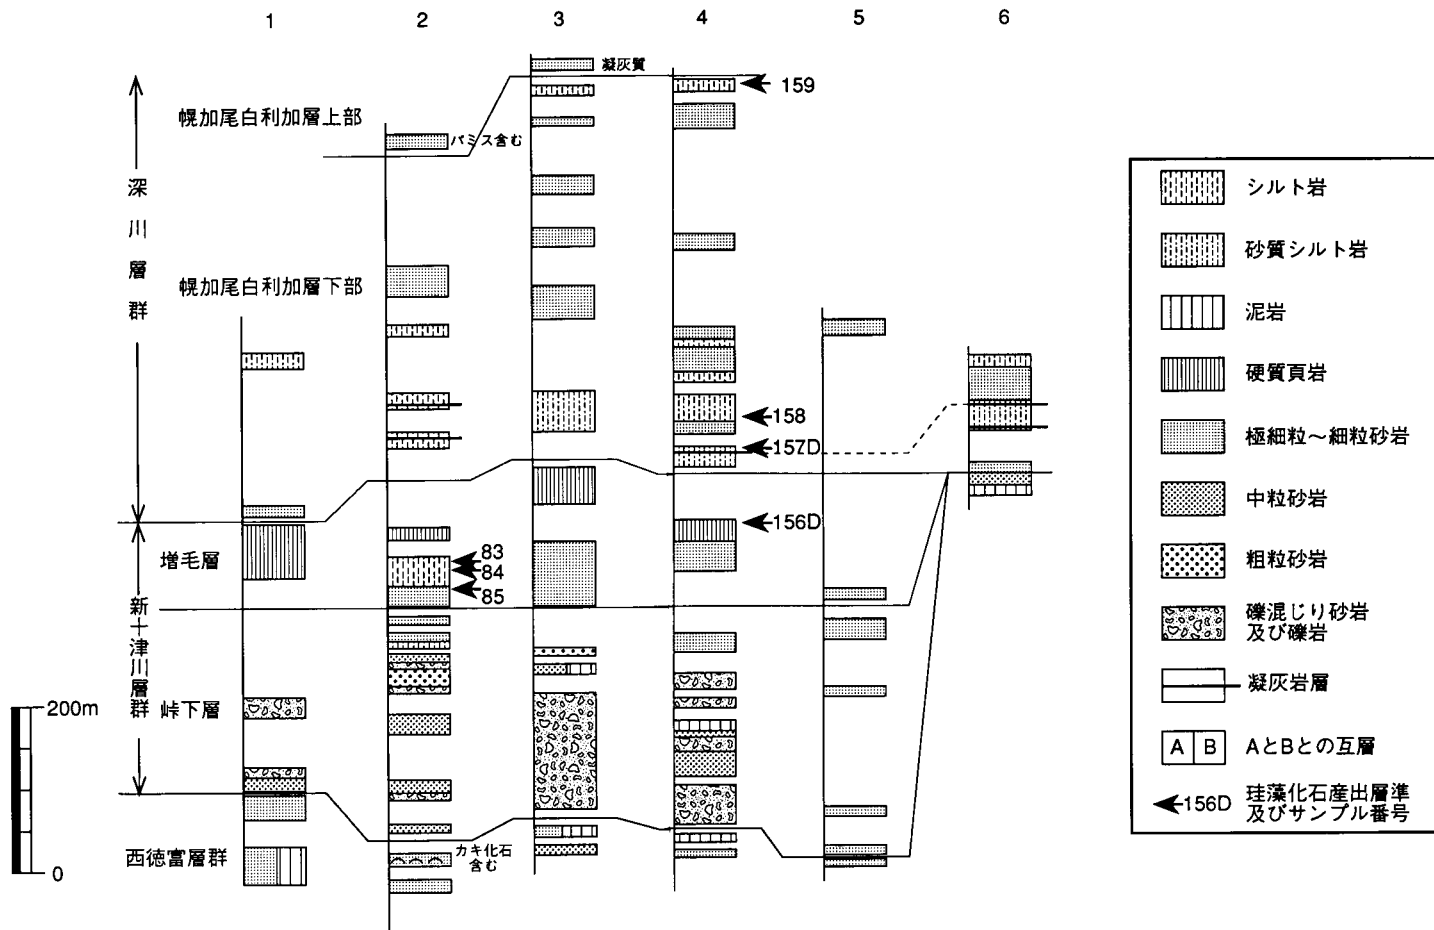 1 2 3 4 5 6
凝灰質
159
幌加尾白利加層上部
パミス含む
深川層群
幌加尾白利加層下部
158
157D
156D
増毛層
83
84
85
新十津川層群
峠下層
200m
0
西徳富層群
カキ化石
含む
シルト岩
砂質シルト岩
泥岩
硬質頁岩
極細粒～細粒砂岩
中粒砂岩
粗粒砂岩
礫混じり砂岩
及び礫岩
凝灰岩層
A B AとBとの互層
156D 珪藻化石産出層準
及びサンプル番号